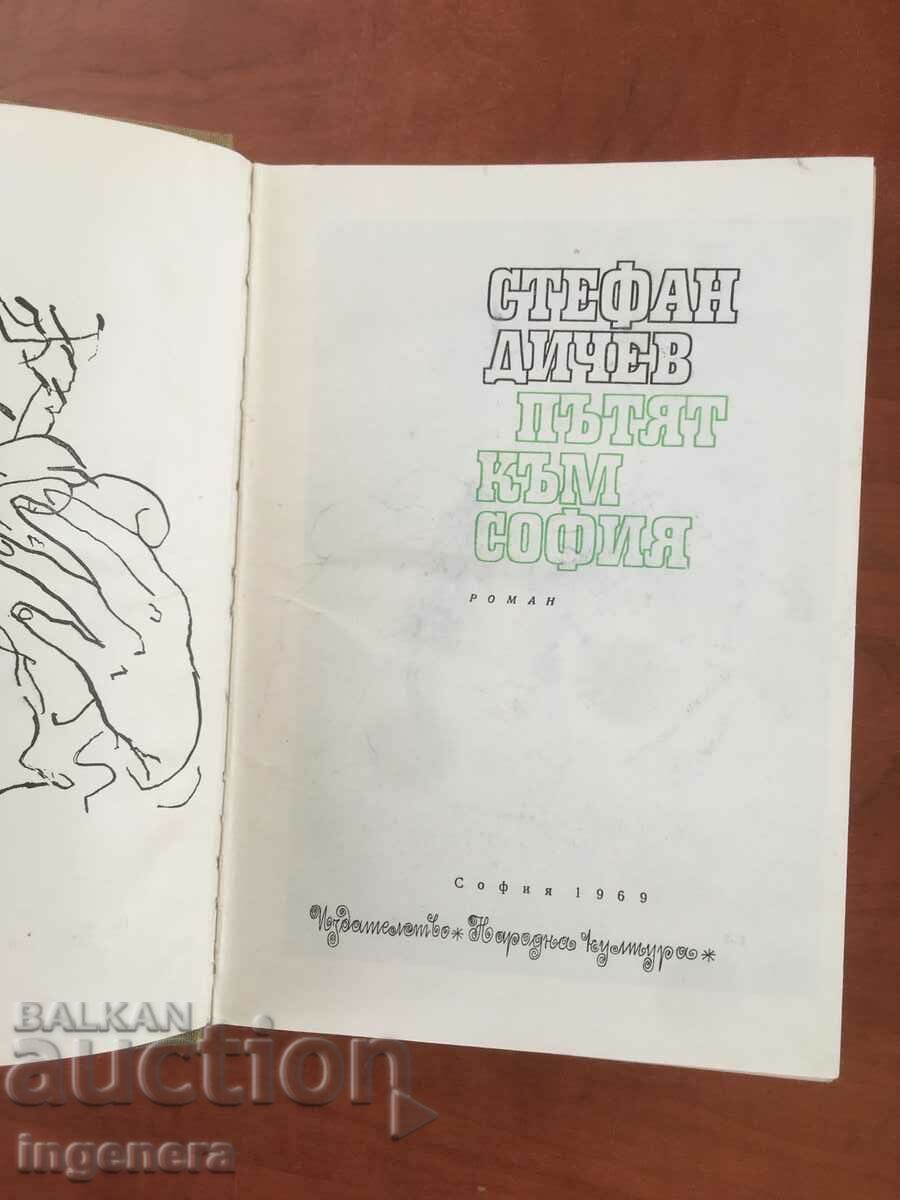 СТЕФАН
ДИЧЕВ
ПЪТЯТ
КЪМ
СОФИЯ
РОМАН
София 1969
Издателство * Народна култура *
BALKAN
auction
ingenera